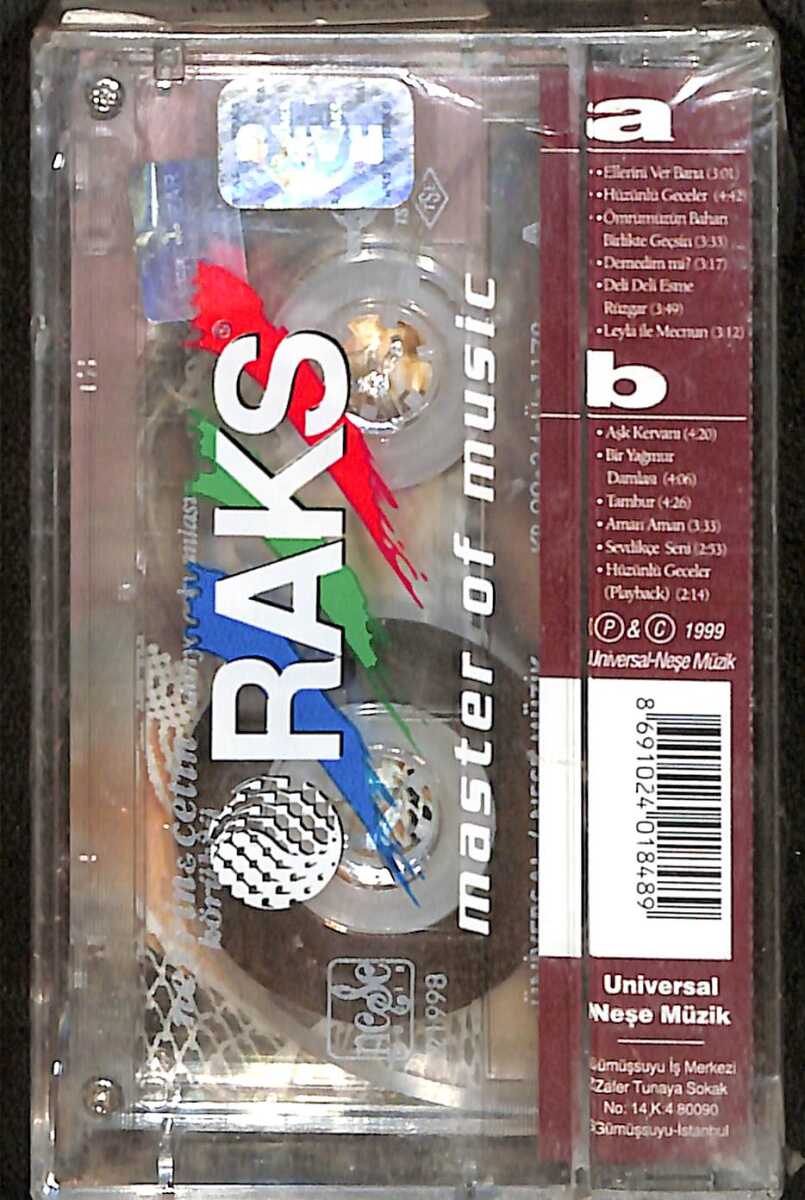 a
• Ellerini Ver Bana (3:01)
• Hüzünlü Geceler (4:42)
• Ömrümüzün Baharı
Birlikte Geçsin (3:33)
• Demedim mi? (3:17)
• Deli Deli Esme
Rüzgar (3:49)
• Leyla ile Mecnun (3:12)
b
• Aşk Kervanı (4:20)
• Bir Yağmur
Damlası (4:06)
• Tambur (4:26)
• Aman Aman (3:33)
• Sevdikçe Seni (2:53)
• Hüzünlü Geceler
(Playback) (2:14)
Ⓟ & © 1999
Universal-Neşe Müzik
8 691024 018489
Universal
Neşe Müzik
Gümüşsuyu İş Merkezi
Zafer Tunaya Sokak
No: 14 K:4 80090
Gümüşsuyu-İstanbul
RAKS
master of music
RAKS
TSE
neşe
1998